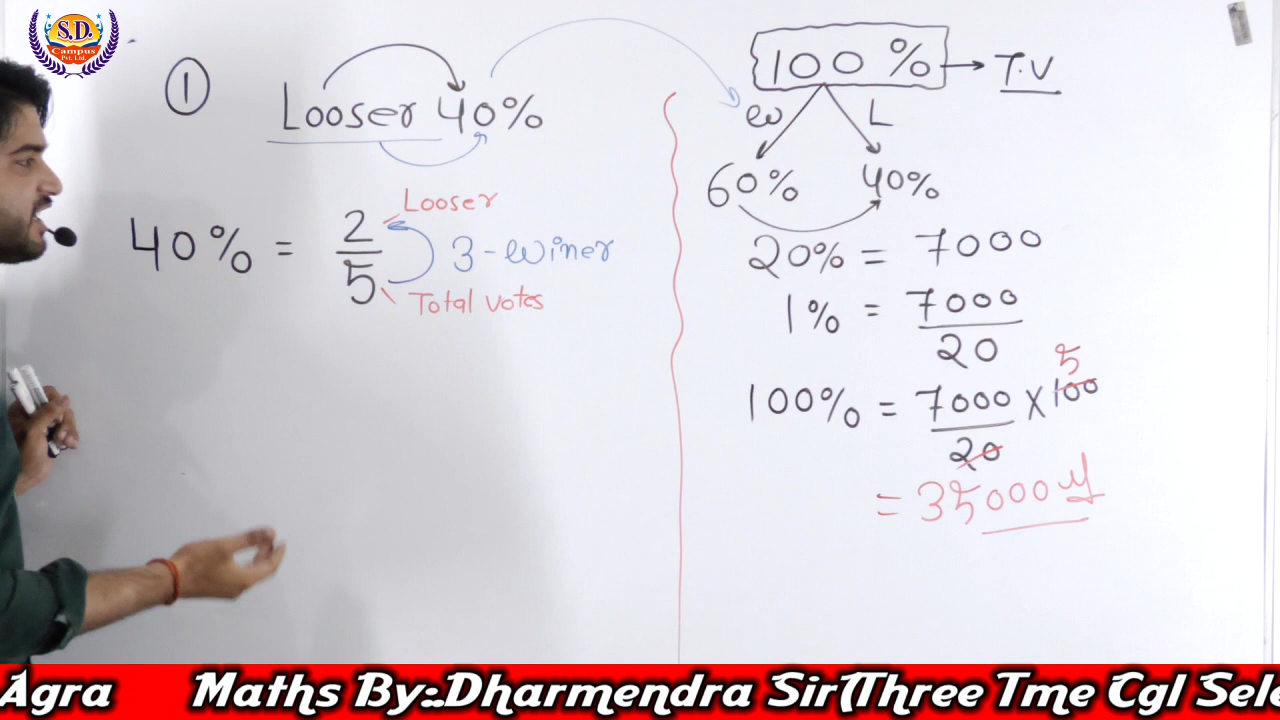 S.D.
Campus
Pvt. Ltd.
1
Looser 40%
40% = 2/5
Looser
3-winer
Total votes
100% → T.V
w L
60% 40%
20% = 7000
1% = 7000/20
5
100% = 7000/20 × 100
= 35000
Agra Maths By:-Dharmendra Sir(Three Tme Cgl Sele